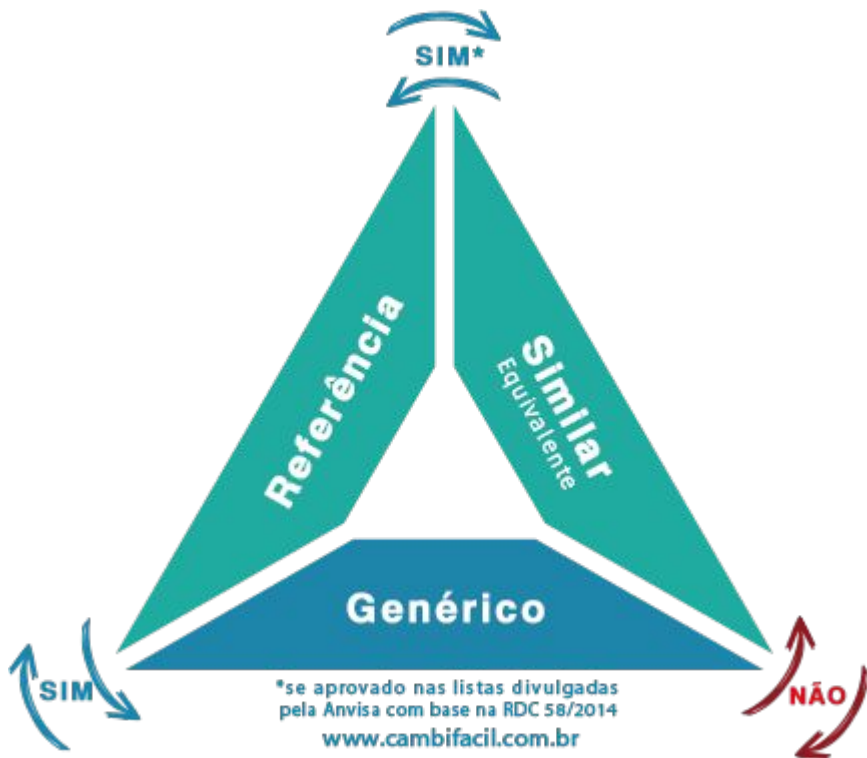 SIM*
Referência
Similar
Equivalente
Genérico
SIM
NÃO
*se aprovado nas listas divulgadas
pela Anvisa com base na RDC 58/2014
www.cambifacil.com.br